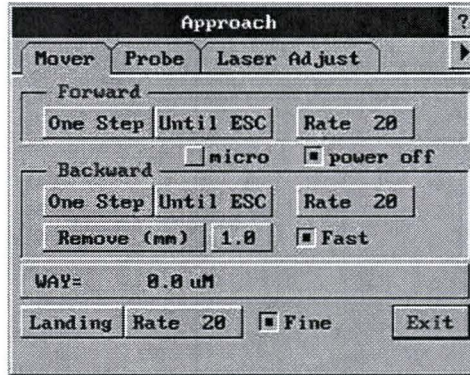 Approach ?
Mover Probe Laser Adjust
Forward
One Step Until ESC Rate 20
micro power off
Backward
One Step Until ESC Rate 20
Remove (mm) 1.0 Fast
WAY= 0.0 uM
Landing Rate 20 Fine Exit